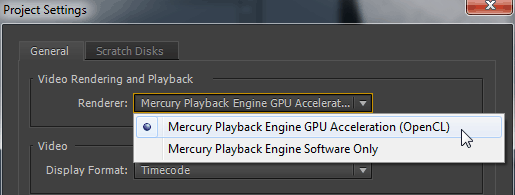 Project Settings
General Scratch Disks
Video Rendering and Playback
Renderer: Mercury Playback Engine GPU Accelerat...
Mercury Playback Engine GPU Acceleration (OpenCL)
Mercury Playback Engine Software Only
Video
Display Format: Timecode